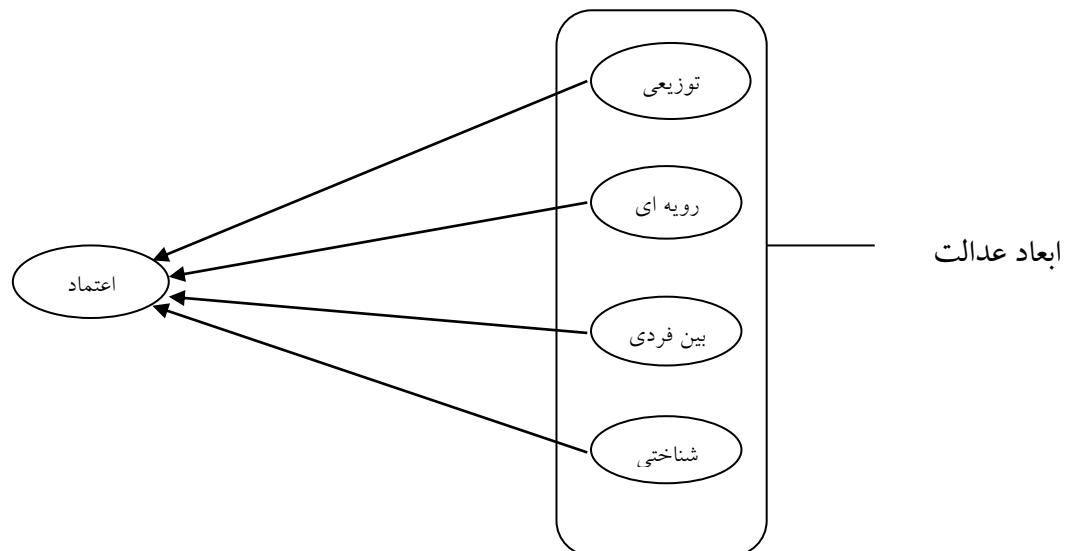 توزیعی
رویه ای
ابعاد عدالت
اعتماد
بین فردی
شناختی